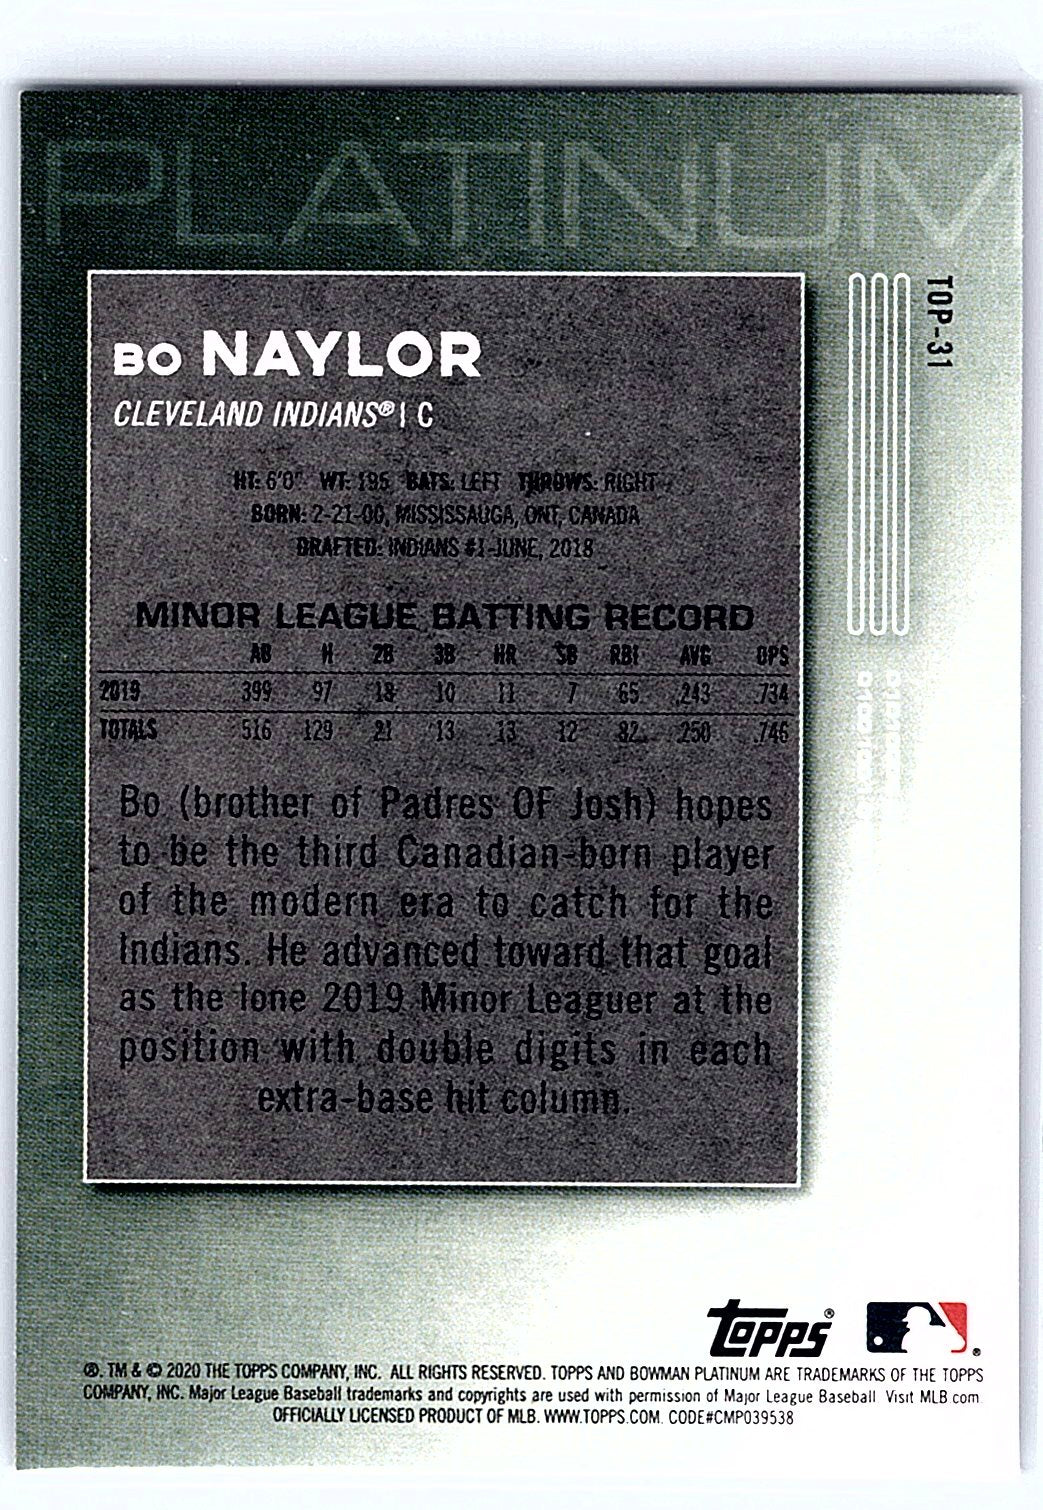 PLATINUM
TOP-31
BO NAYLOR
CLEVELAND INDIANS® | C
HT: 6'0" WT: 195 BATS: LEFT THROWS: RIGHT
BORN: 2-21-00, MISSISSAUGA, ONT, CANADA
DRAFTED: INDIANS #1-JUNE, 2018
MINOR LEAGUE BATTING RECORD
AB H 2B 3B HR SB RBI AVG OPS
2019 399 97 18 10 11 7 65 .243 .734
TOTALS 516 129 21 13 13 12 82 .250 .746
Bo (brother of Padres OF Josh) hopes
to be the third Canadian-born player
of the modern era to catch for the
Indians. He advanced toward that goal
as the lone 2019 Minor Leaguer at the
position with double digits in each
extra-base hit column.
TOPPS®
®, TM & © 2020 THE TOPPS COMPANY, INC. ALL RIGHTS RESERVED. TOPPS AND BOWMAN PLATINUM ARE TRADEMARKS OF THE TOPPS
COMPANY, INC. Major League Baseball trademarks and copyrights are used with permission of Major League Baseball. Visit MLB.com.
OFFICIALLY LICENSED PRODUCT OF MLB. WWW.TOPPS.COM. CODE#CMP039538